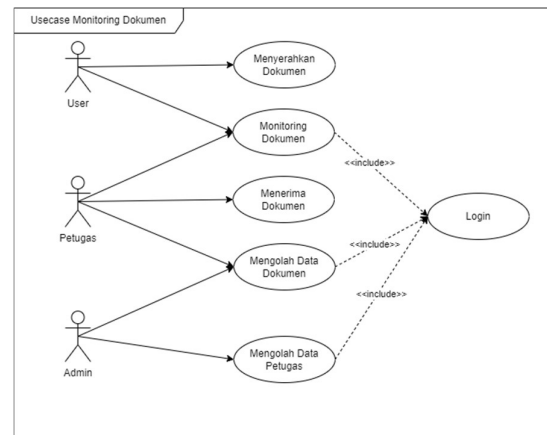 Usecase Monitoring Dokumen
Menyerahkan
Dokumen
User
Monitoring
Dokumen
<<include>>
Menerima
Dokumen
Login
Petugas
<<include>>
Mengolah Data
Dokumen
<<include>>
Mengolah Data
Petugas
Admin